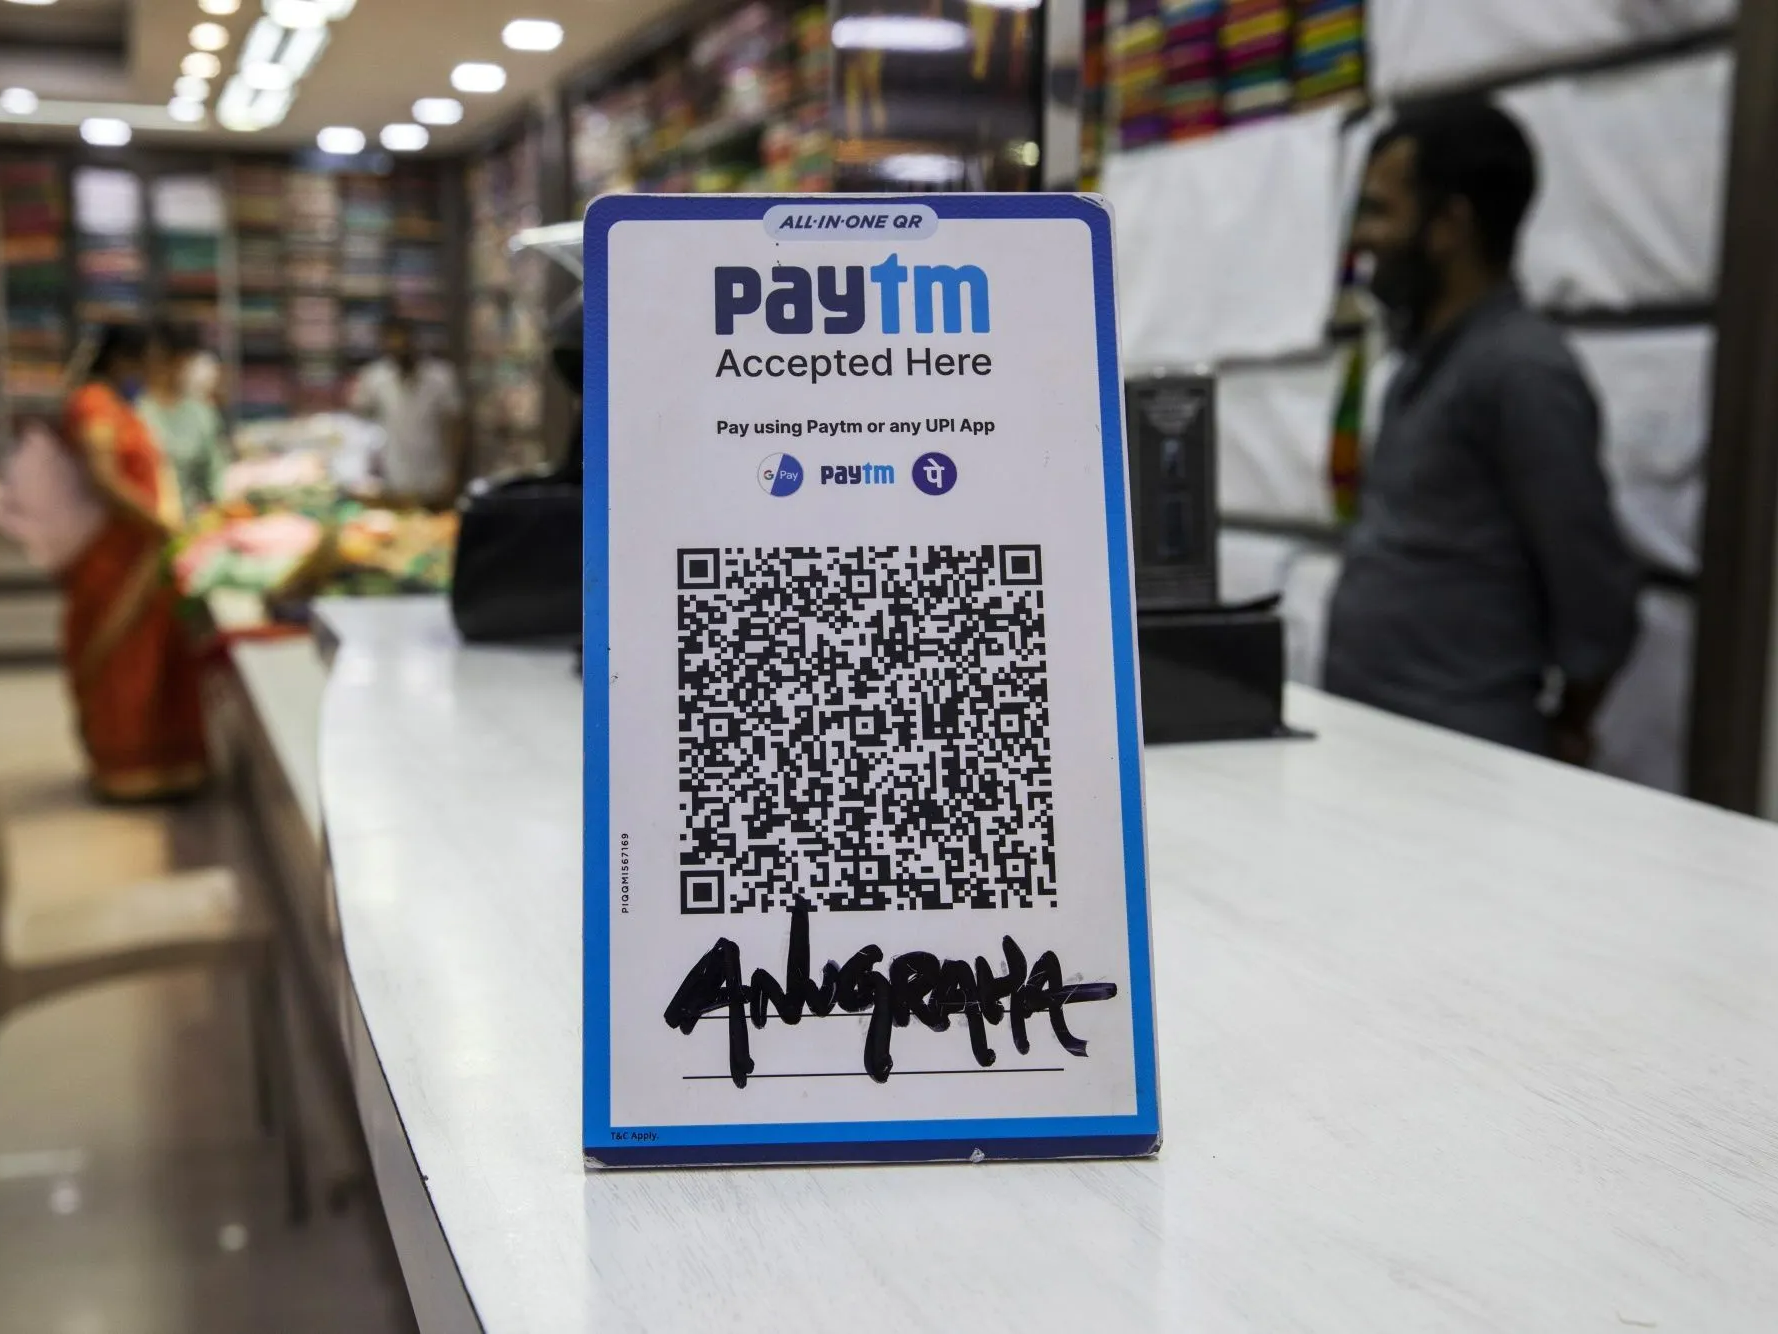 ALL-IN-ONE QR
paytm
Accepted Here
Pay using Paytm or any UPI App
G Pay paytm पे
PIQQMI567169
ANUGRAHA
T&C Apply.